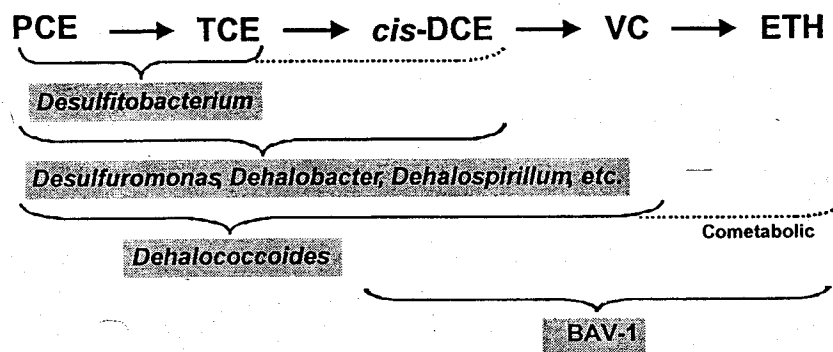 PCE → TCE → cis-DCE → VC → ETH
Desulfitobacterium
Desulfuromonas, Dehalobacter, Dehalospirillum, etc.
Cometabolic
Dehalococcoides
BAV-1